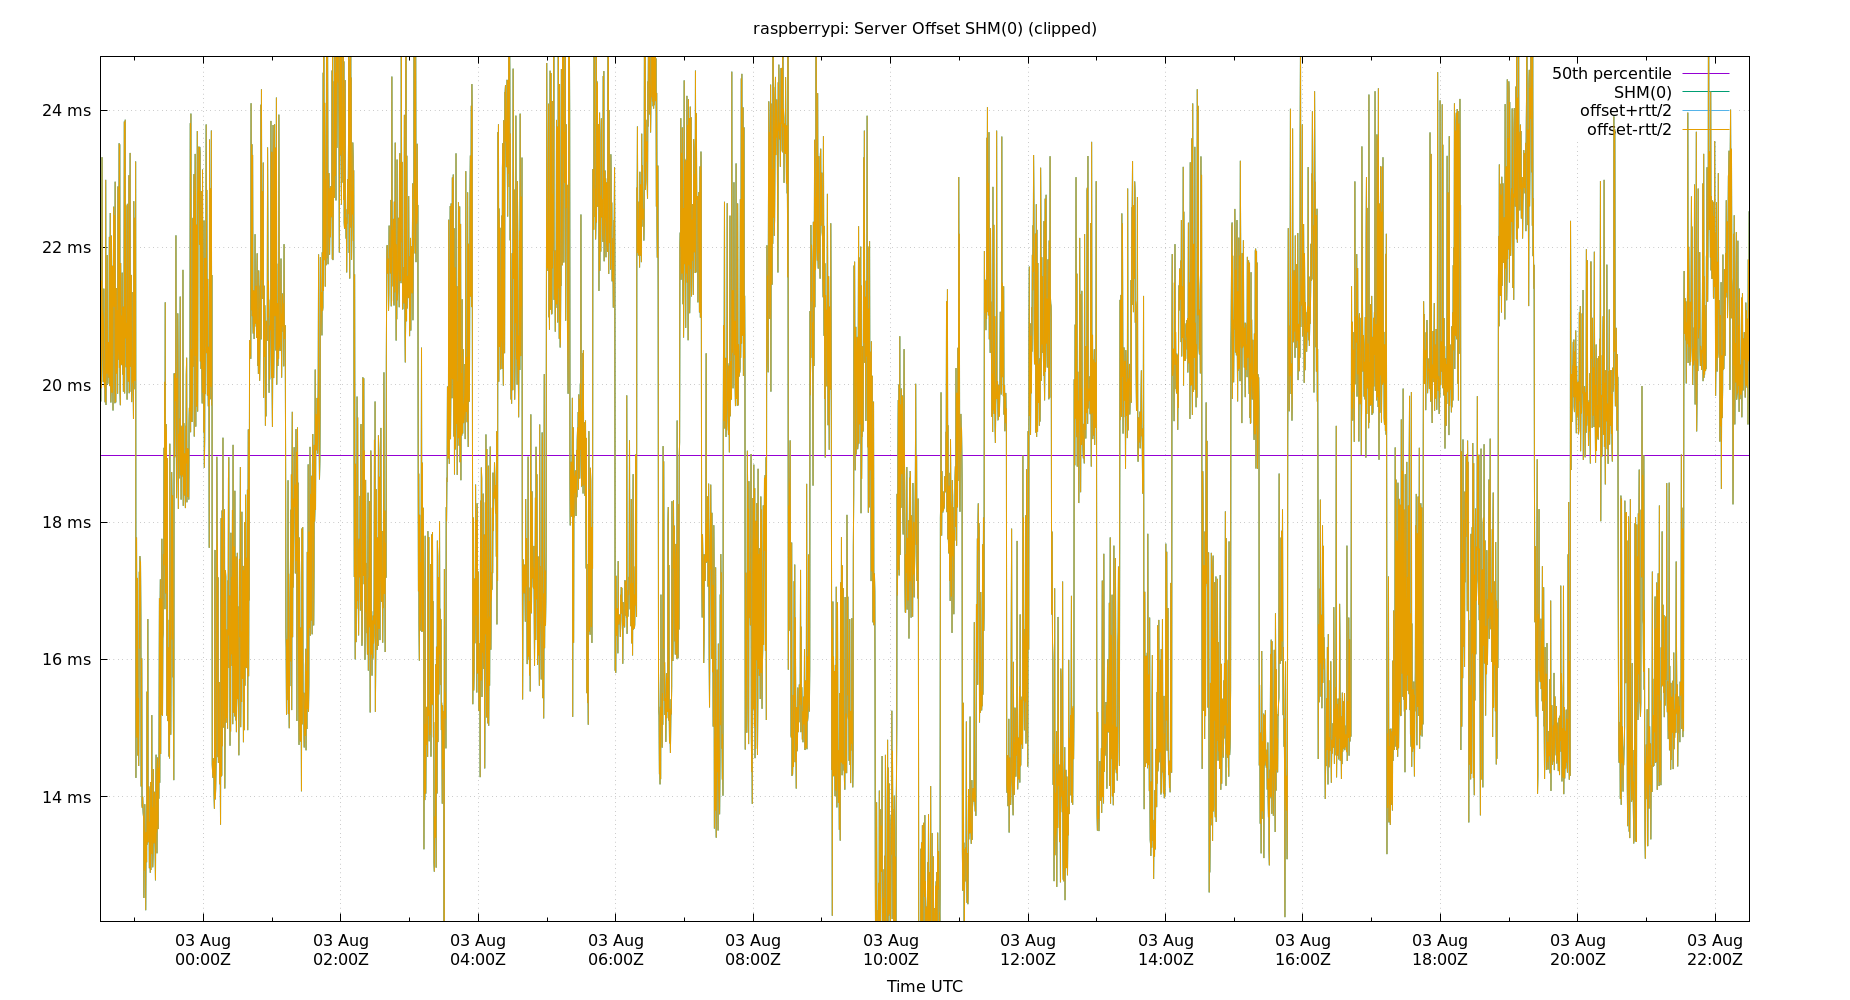 raspberrypi: Server Offset SHM(0) (clipped)
50th percentile
SHM(0)
offset+rtt/2
offset-rtt/2
24 ms
22 ms
20 ms
18 ms
16 ms
14 ms
03 Aug 03 Aug 03 Aug 03 Aug 03 Aug 03 Aug 03 Aug 03 Aug 03 Aug 03 Aug 03 Aug 03 Aug
00:00Z 02:00Z 04:00Z 06:00Z 08:00Z 10:00Z 12:00Z 14:00Z 16:00Z 18:00Z 20:00Z 22:00Z
Time UTC